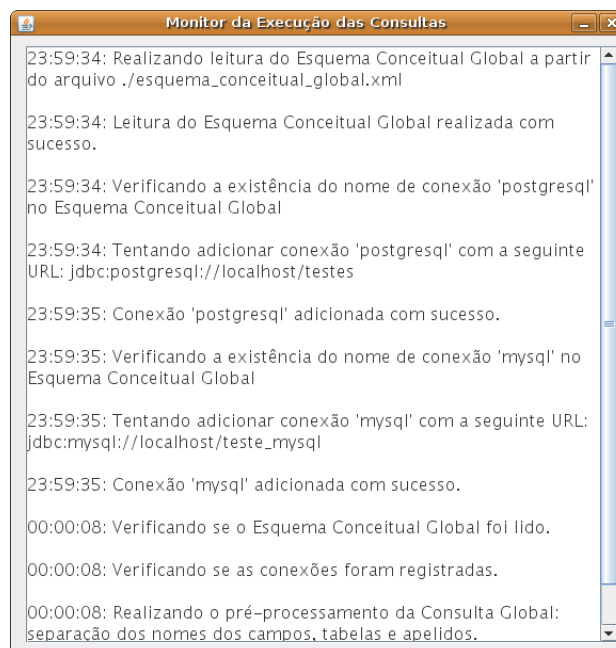 Monitor da Execução das Consultas
23:59:34: Realizando leitura do Esquema Conceitual Global a partir
do arquivo ./esquema_conceitual_global.xml
23:59:34: Leitura do Esquema Conceitual Global realizada com
sucesso.
23:59:34: Verificando a existência do nome de conexão 'postgresql'
no Esquema Conceitual Global
23:59:34: Tentando adicionar conexão 'postgresql' com a seguinte
URL: jdbc:postgresql://localhost/testes
23:59:35: Conexão 'postgresql' adicionada com sucesso.
23:59:35: Verificando a existência do nome de conexão 'mysql' no
Esquema Conceitual Global
23:59:35: Tentando adicionar conexão 'mysql' com a seguinte URL:
jdbc:mysql://localhost/teste_mysql
23:59:35: Conexão 'mysql' adicionada com sucesso.
00:00:08: Verificando se o Esquema Conceitual Global foi lido.
00:00:08: Verificando se as conexões foram registradas.
00:00:08: Realizando o pré-processamento da Consulta Global:
separação dos nomes dos campos, tabelas e apelidos.